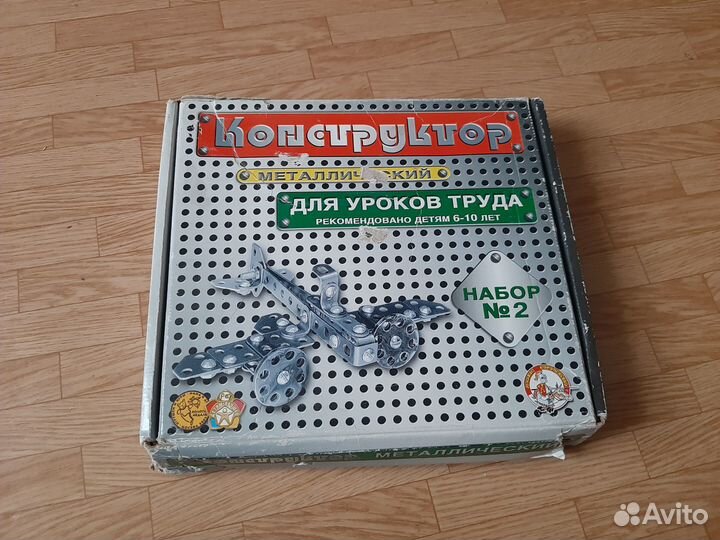 Конструктор
МЕТАЛЛИЧЕСКИЙ
ДЛЯ УРОКОВ ТРУДА
РЕКОМЕНДОВАНО ДЕТЯМ 6-10 ЛЕТ
НАБОР
№2
Конструктор МЕТАЛЛИЧЕСКИЙ
Avito